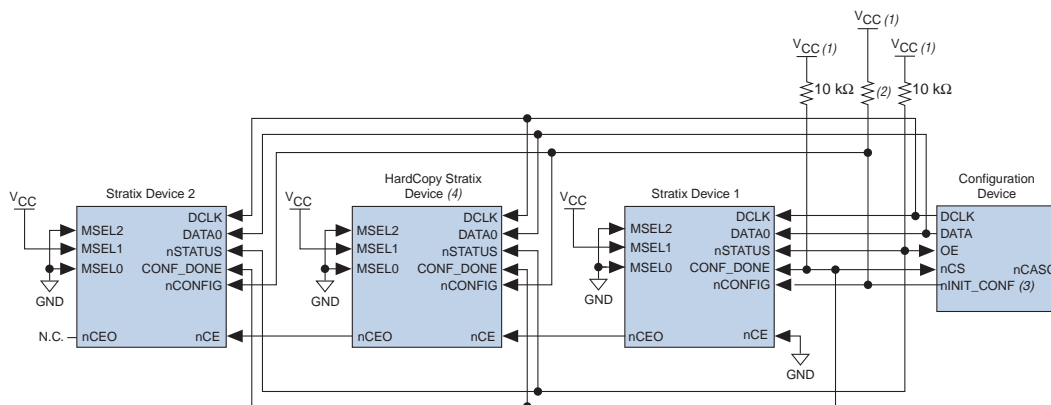 VCC (1)
VCC (1)
VCC (1)
10 kΩ
(2)
10 kΩ
Stratix Device 2
VCC
MSEL2
MSEL1
MSEL0
GND
DCLK
DATA0
nSTATUS
CONF_DONE
nCONFIG
N.C.
nCEO
nCE
HardCopy Stratix
Device (4)
VCC
MSEL2
MSEL1
MSEL0
GND
DCLK
DATA0
nSTATUS
CONF_DONE
nCONFIG
nCEO
nCE
Stratix Device 1
VCC
MSEL2
MSEL1
MSEL0
GND
DCLK
DATA0
nSTATUS
CONF_DONE
nCONFIG
nCEO
nCE
GND
Configuration
Device
DCLK
DATA
OE
nCS
nCASC
nINIT_CONF (3)